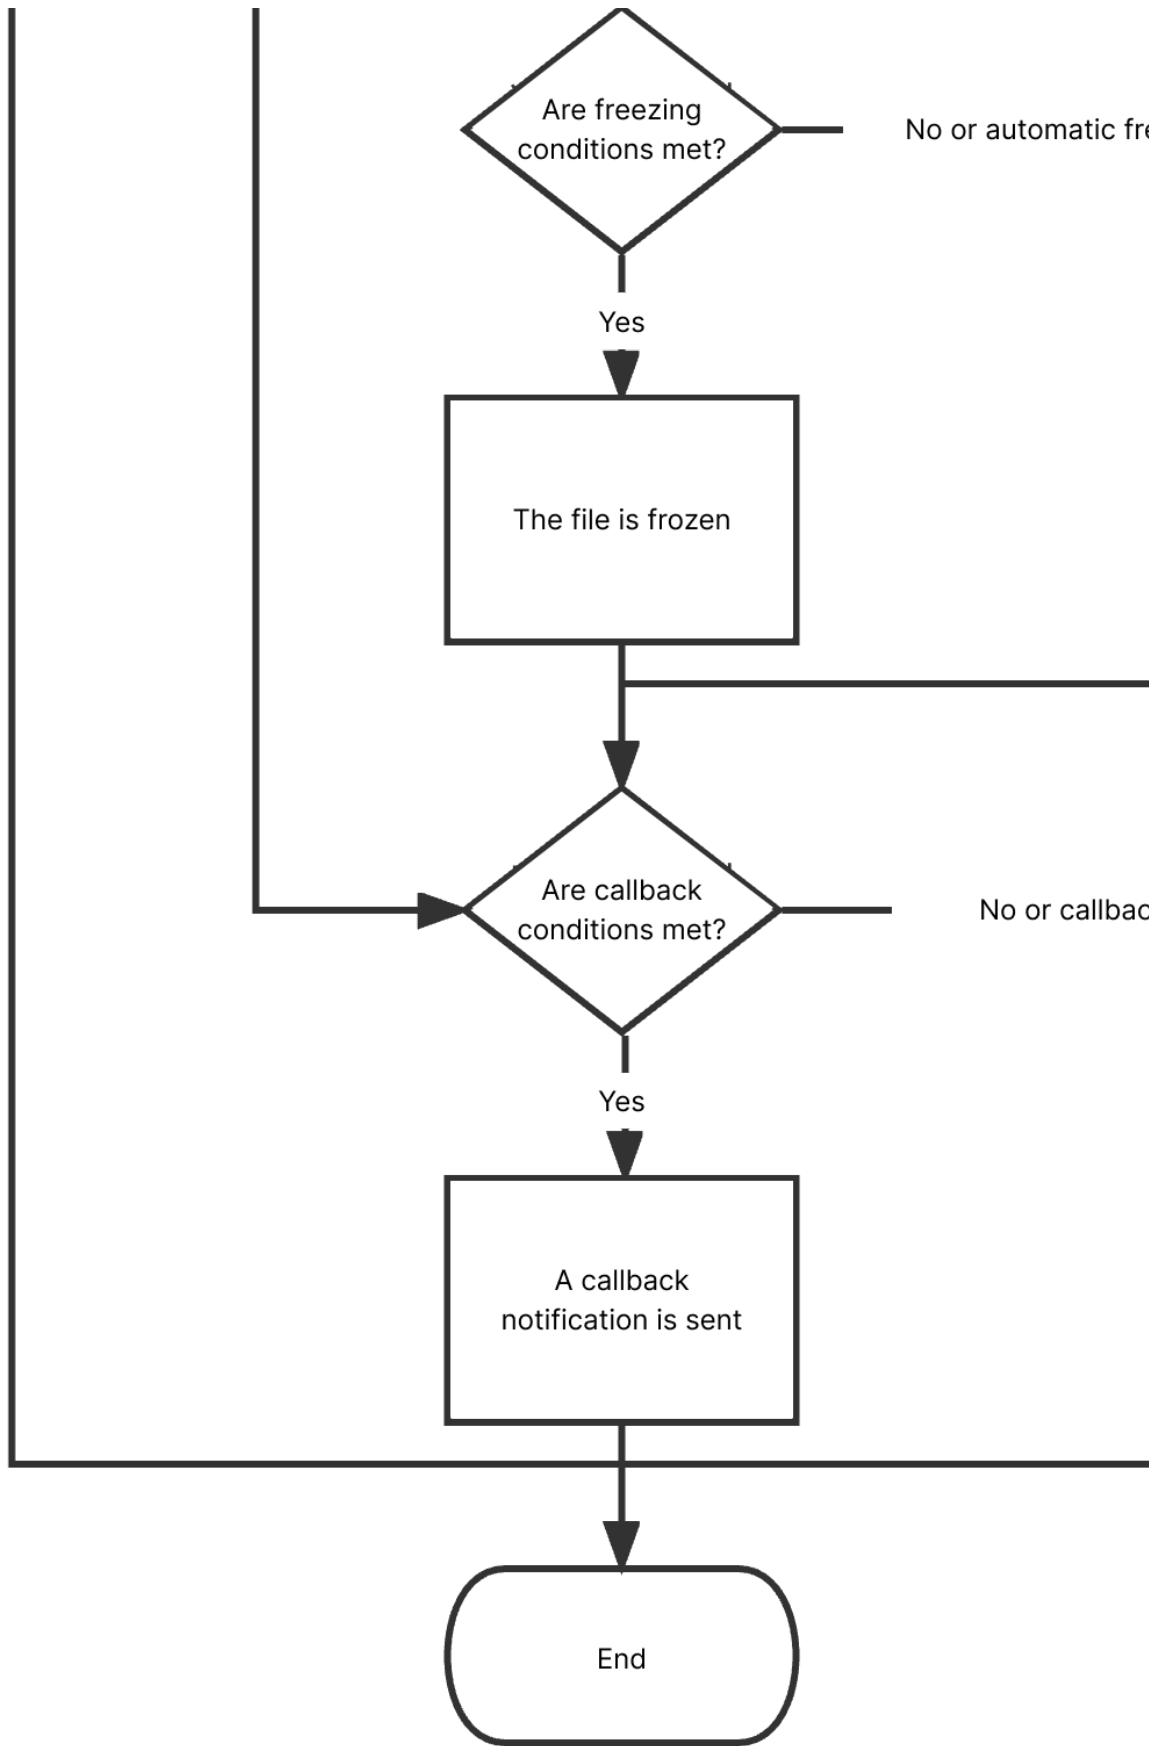 Are freezing
conditions met?
No or automatic
Yes
The file is frozen
Are callback
conditions met?
No or
Yes
A callback
notification is sent
End